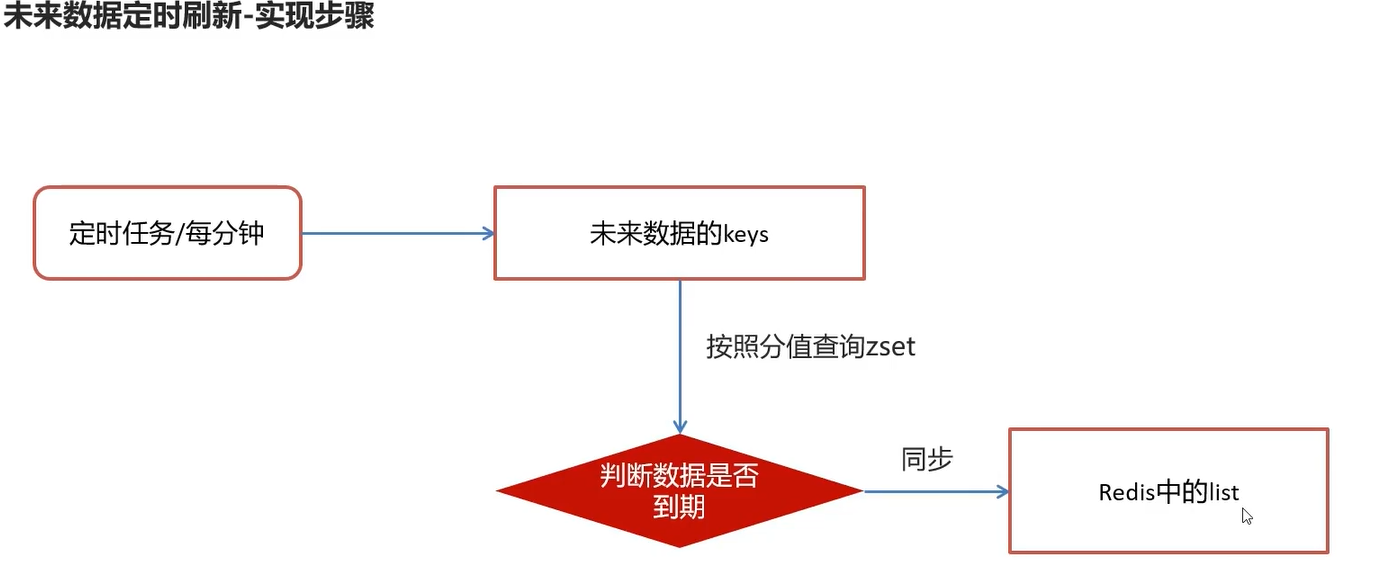 未来数据定时刷新-实现步骤
定时任务/每分钟
未来数据的keys
按照分值查询zset
判断数据是否
到期
同步
Redis中的list